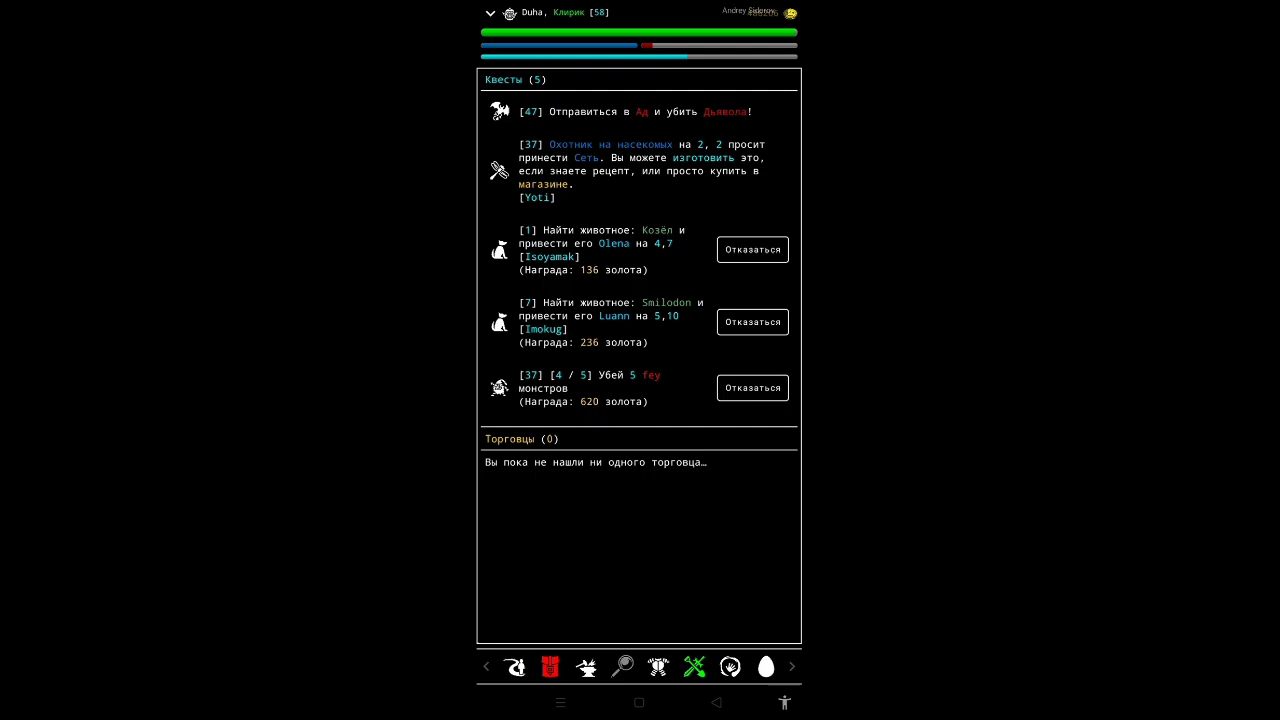 Duha, Клирик [58]
Andrey Sidorov
Квесты (5)
[47] Отправиться в Ад и убить Дьявола!
[37] Охотник на насекомых на 2, 2 просит
принести Сеть. Вы можете изготовить это,
если знаете рецепт, или просто купить в
магазине.
[Yoti]
[1] Найти животное: Козёл и
привести его Olena на 4,7
[Isoyamak]
(Награда: 136 золота)
Отказаться
[7] Найти животное: Smilodon и
привести его Luann на 5,10
[Imokug]
(Награда: 236 золота)
Отказаться
[37] [4 / 5] Убей 5 fey
монстров
(Награда: 620 золота)
Отказаться
Торговцы (0)
Вы пока не нашли ни одного торговца…